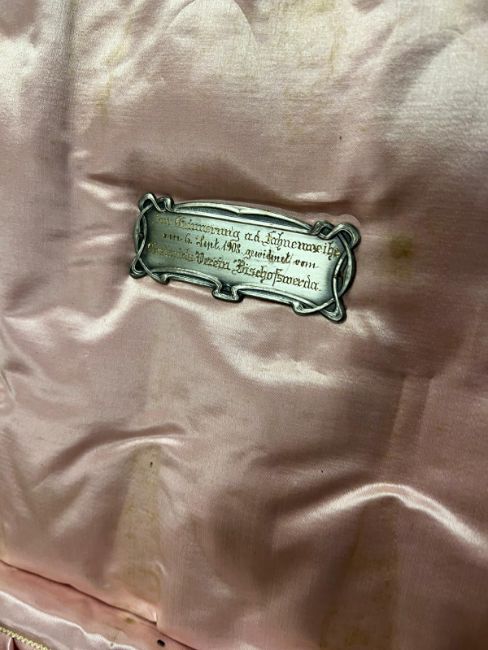 Zur Erinnerung a.d. Fahnenweihe
am 6. Sept. 1908. gewidmet vom
Verein Bischofswerda.